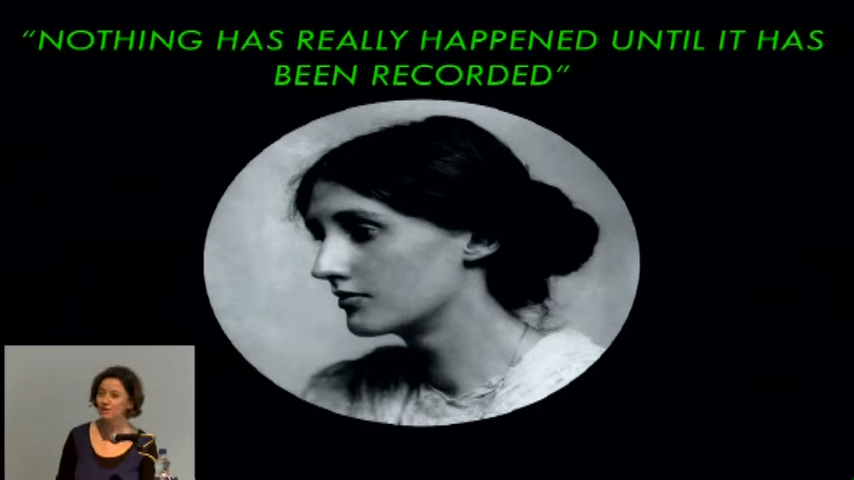 “NOTHING HAS REALLY HAPPENED UNTIL IT HAS
BEEN RECORDED”